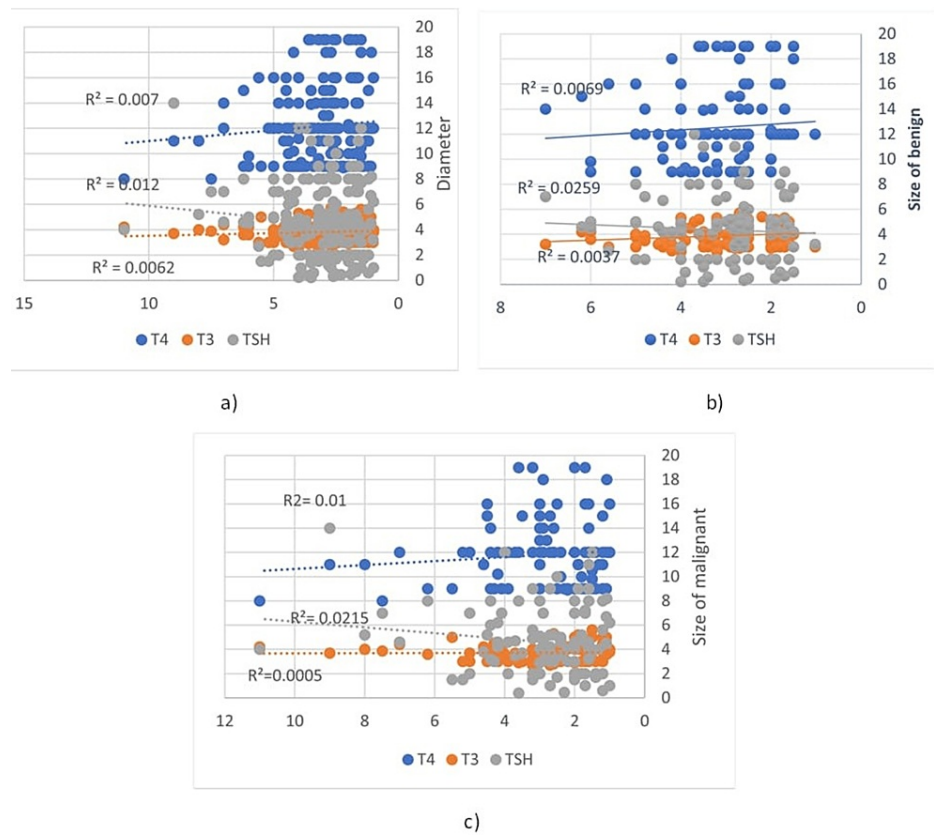 20
18
16
14
12
10
8
6
4
2
0
Diameter
R² = 0.007
R² = 0.012
R² = 0.0062
15 10 5 0
T4 T3 TSH
a)
20
18
16
14
12
10
8
6
4
2
0
Size of benign
R² = 0.0069
R² = 0.0259
R² = 0.0037
8 6 4 2 0
T4 T3 TSH
b)
20
18
16
14
12
10
8
6
4
2
0
Size of malignant
R2= 0.01
R²= 0.0215
R²=0.0005
12 10 8 6 4 2 0
T4 T3 TSH
c)